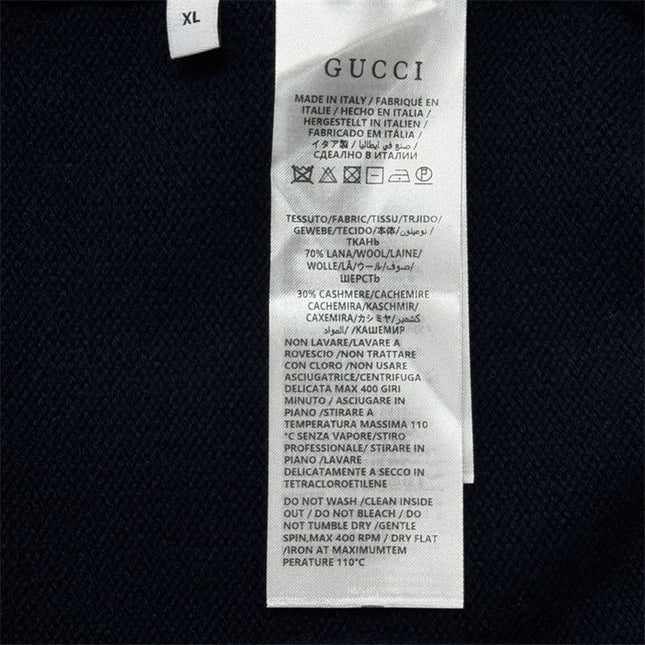 XL
GUCCI
MADE IN ITALY / FABRIQUÉ EN
ITALIE / HECHO EN ITALIA /
HERGESTELLT IN ITALIEN /
FABRICADO EM ITÁLIA /
イタア製 / صنع في إيطاليا /
СДЕАЛНО В ИТАЛИИ
P
TESSUTO/FABRIC/TISSU/TRJIDO/
GEWEBE/TECIDO/本体/نوميتون /
ТКАНЬ
70% LANA/WOOL/LAINE/
WOLLE/LÃ/ウール/صوف/
ШЕРСТЬ
30% CASHMERE/CACHEMIRE
CACHEMIRA/KASCHMIR/
CAXEMIRA/カシミヤ/كشمير
المواد/ /КАШЕМИР
NON LAVARE/LAVARE A
ROVESCIO /NON TRATTARE
CON CLORO /NON USARE
ASCIUGATRICE/CENTRIFUGA
DELICATA MAX 400 GIRI
MINUTO / ASCIUGARE IN
PIANO /STIRARE A
TEMPERATURA MASSIMA 110
°C SENZA VAPORE/STIRO
PROFESSIONALE/ STIRARE IN
PIANO /LAVARE
DELICATAMENTE A SECCO IN
TETRACLOROETILENE
DO NOT WASH /CLEAN INSIDE
OUT / DO NOT BLEACH / DO
NOT TUMBLE DRY /GENTLE
SPIN,MAX 400 RPM / DRY FLAT
/IRON AT MAXIMUMTEM
PERATURE 110°C